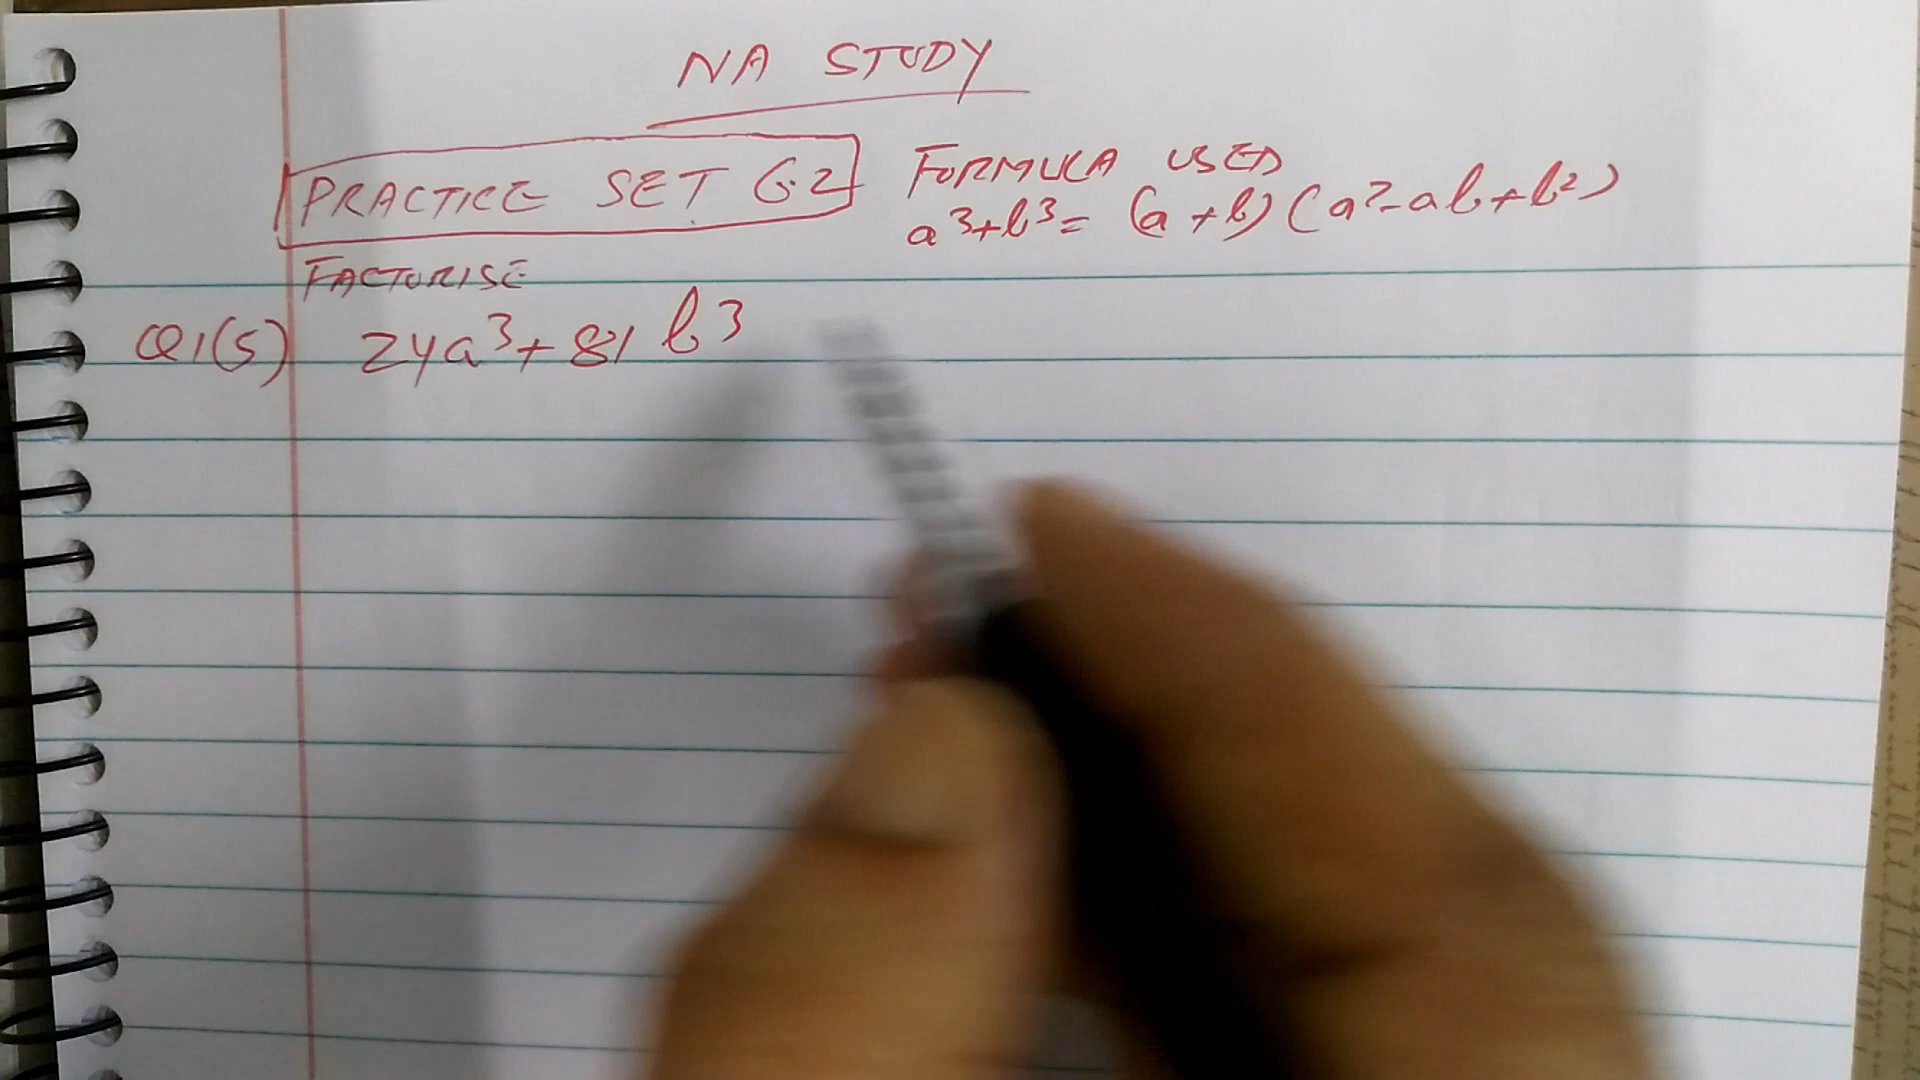 NA STUDY
PRACTICE SET 6.2
FORMULA USED
a³+b³= (a+b)(a²-ab+b²)
FACTORISE
Q1(5) 24a³+81b³